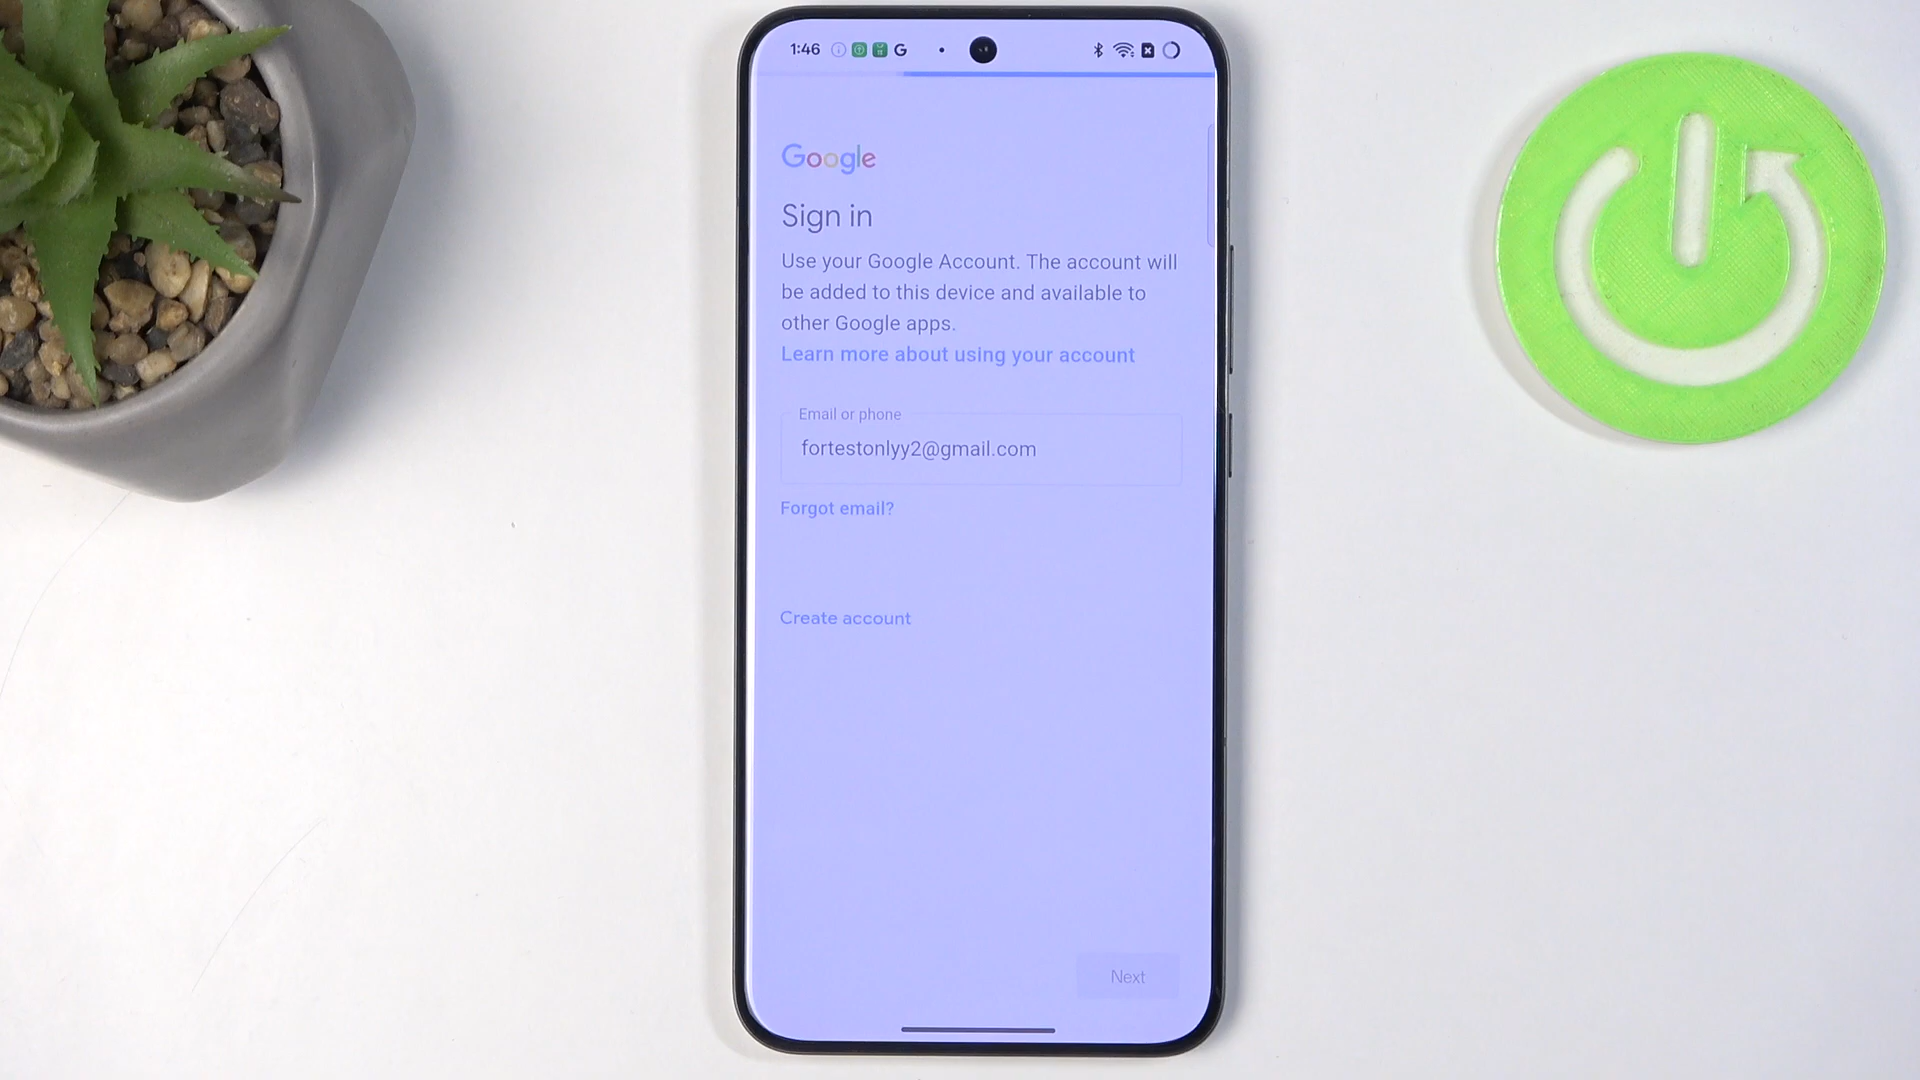 1:46
Google
Sign in
Use your Google Account. The account will
be added to this device and available to
other Google apps.
Learn more about using your account
Email or phone
fortestonlyy2@gmail.com
Forgot email?
Create account
Next